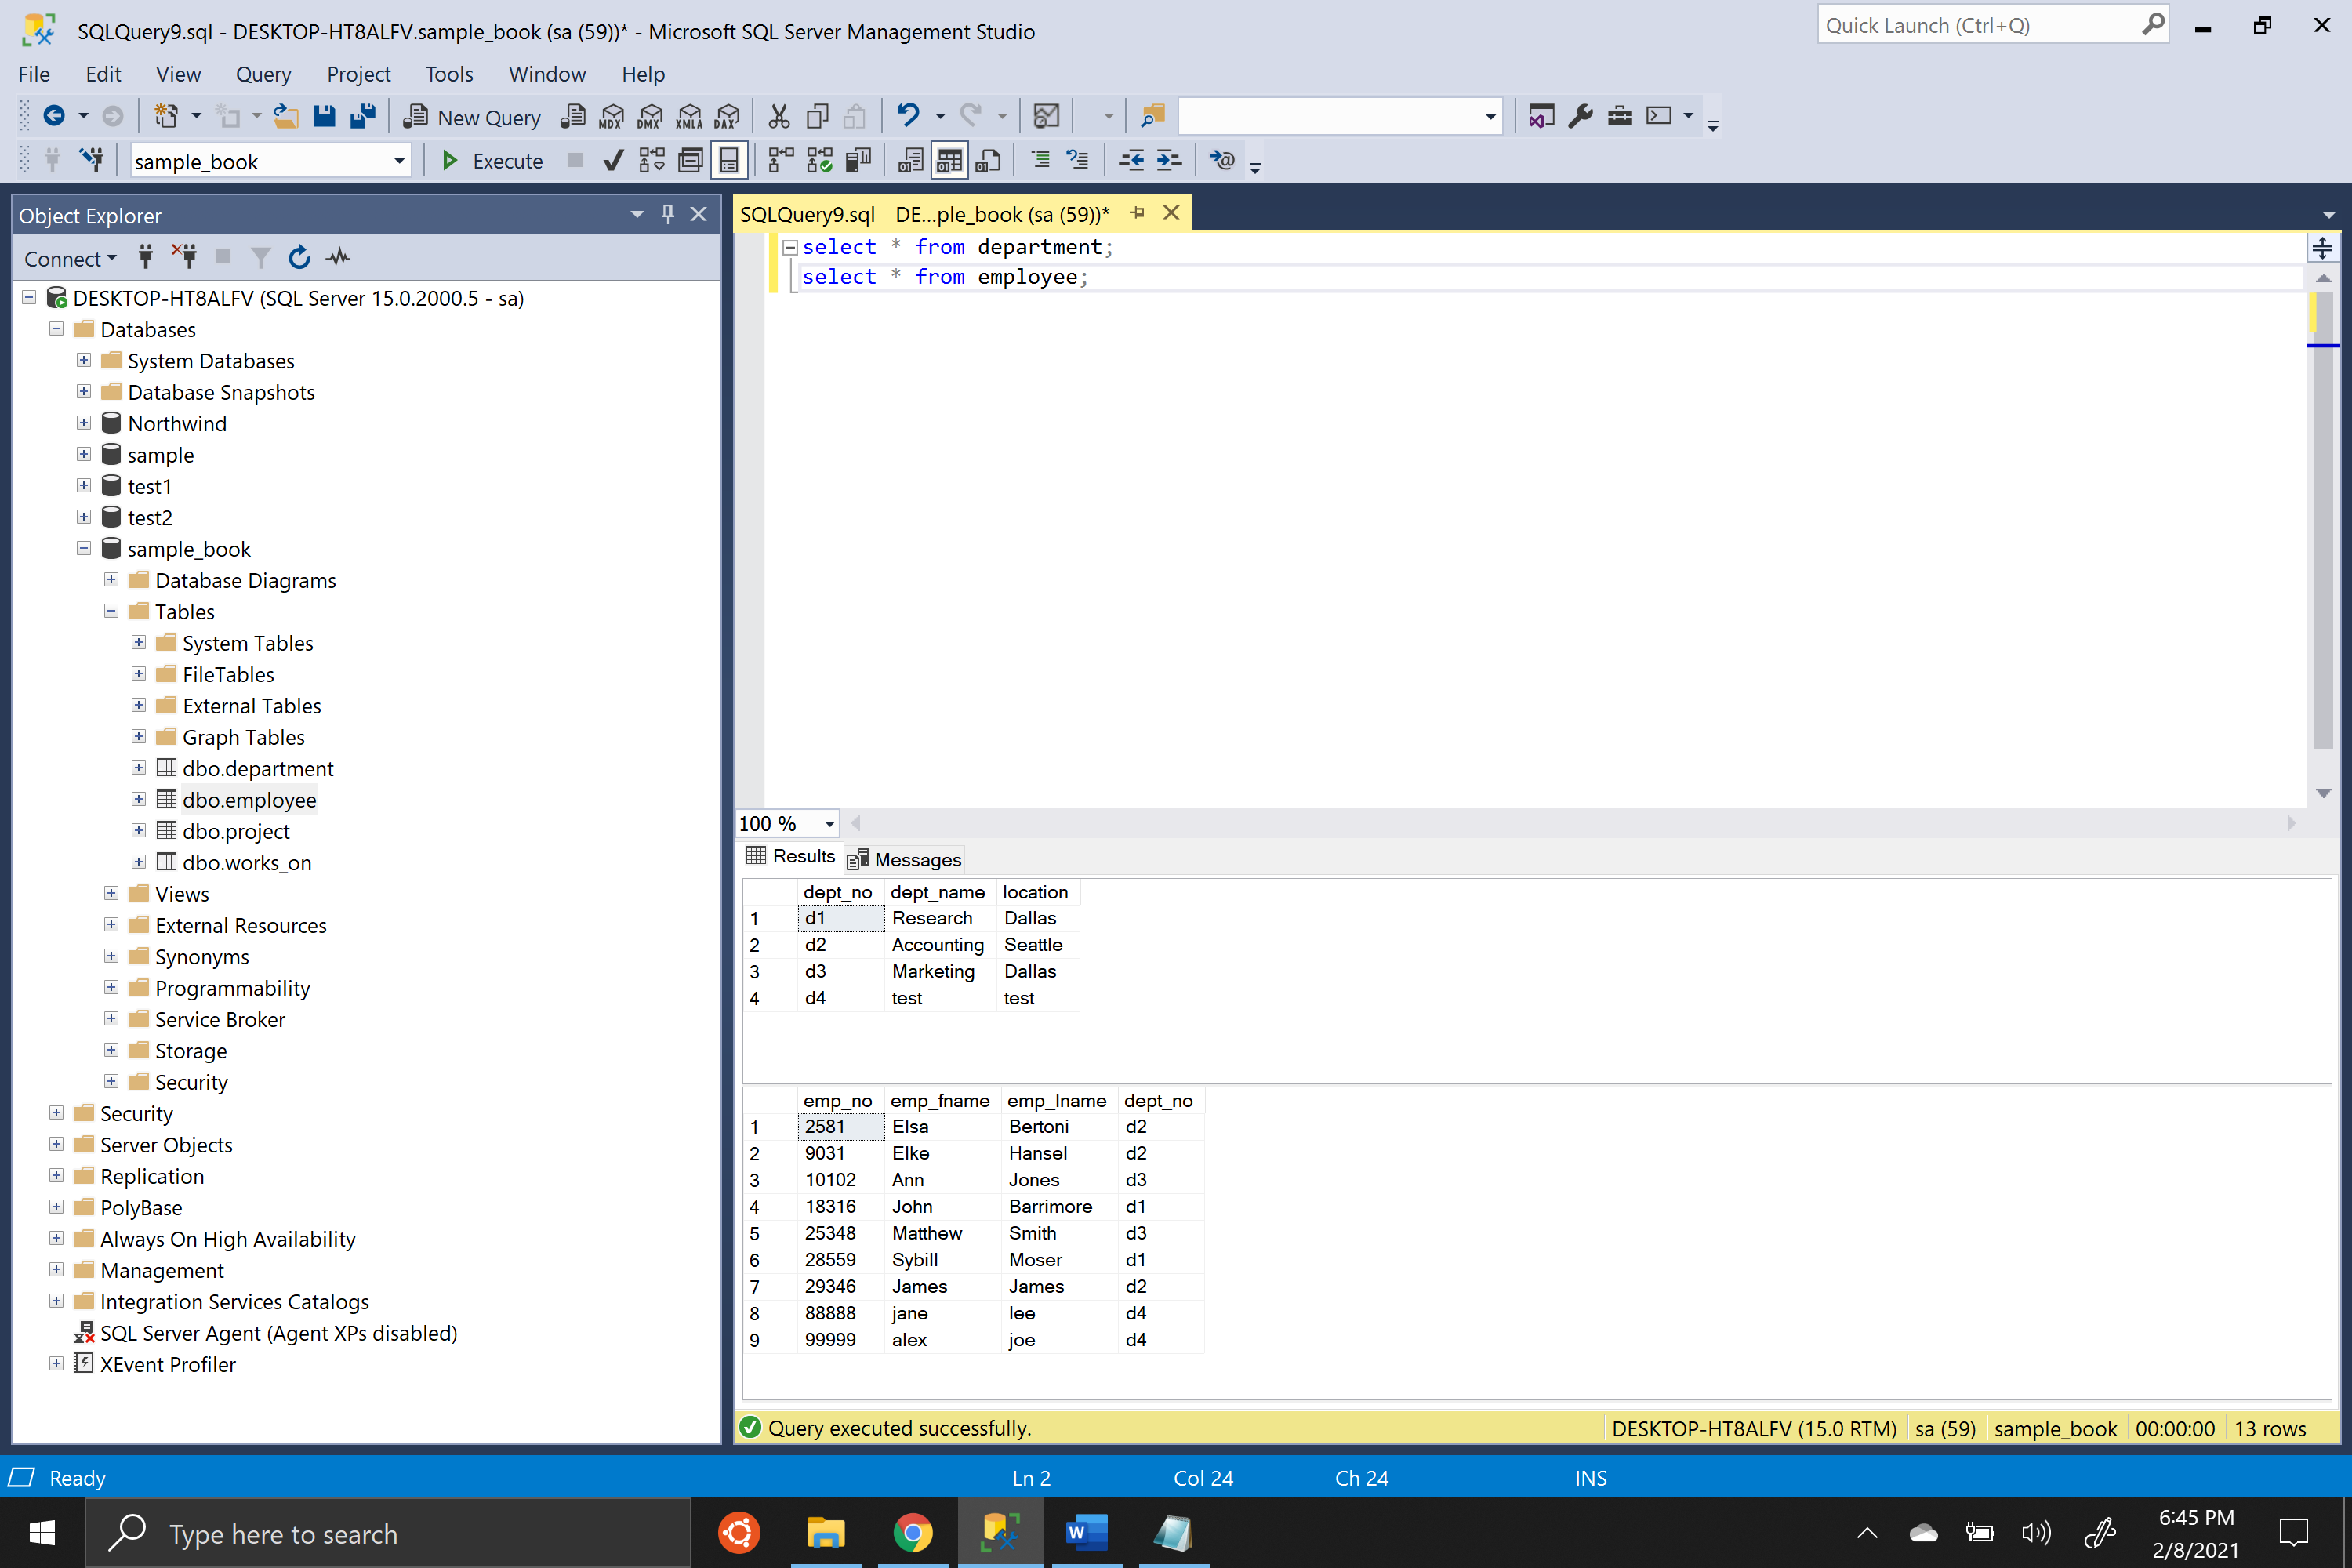 SQLQuery9.sql - DESKTOP-HT8ALFV.sample_book (sa (59))* - Microsoft SQL Server Management Studio
Quick Launch (Ctrl+Q)
File Edit View Query Project Tools Window Help
New Query MDX DMX XMLA DAX
sample_book Execute
Object Explorer
Connect
DESKTOP-HT8ALFV (SQL Server 15.0.2000.5 - sa)
Databases
System Databases
Database Snapshots
Northwind
sample
test1
test2
sample_book
Database Diagrams
Tables
System Tables
FileTables
External Tables
Graph Tables
dbo.department
dbo.employee
dbo.project
dbo.works_on
Views
External Resources
Synonyms
Programmability
Service Broker
Storage
Security
Security
Server Objects
Replication
PolyBase
Always On High Availability
Management
Integration Services Catalogs
SQL Server Agent (Agent XPs disabled)
XEvent Profiler
SQLQuery9.sql - DE...ple_book (sa (59))*
select * from department;
select * from employee;
100 %
Results Messages
dept_no dept_name location
1 d1 Research Dallas
2 d2 Accounting Seattle
3 d3 Marketing Dallas
4 d4 test test
emp_no emp_fname emp_lname dept_no
1 2581 Elsa Bertoni d2
2 9031 Elke Hansel d2
3 10102 Ann Jones d3
4 18316 John Barrimore d1
5 25348 Matthew Smith d3
6 28559 Sybill Moser d1
7 29346 James James d2
8 88888 jane lee d4
9 99999 alex joe d4
Query executed successfully. DESKTOP-HT8ALFV (15.0 RTM) sa (59) sample_book 00:00:00 13 rows
Ready Ln 2 Col 24 Ch 24 INS
Type here to search
6:45 PM
2/8/2021